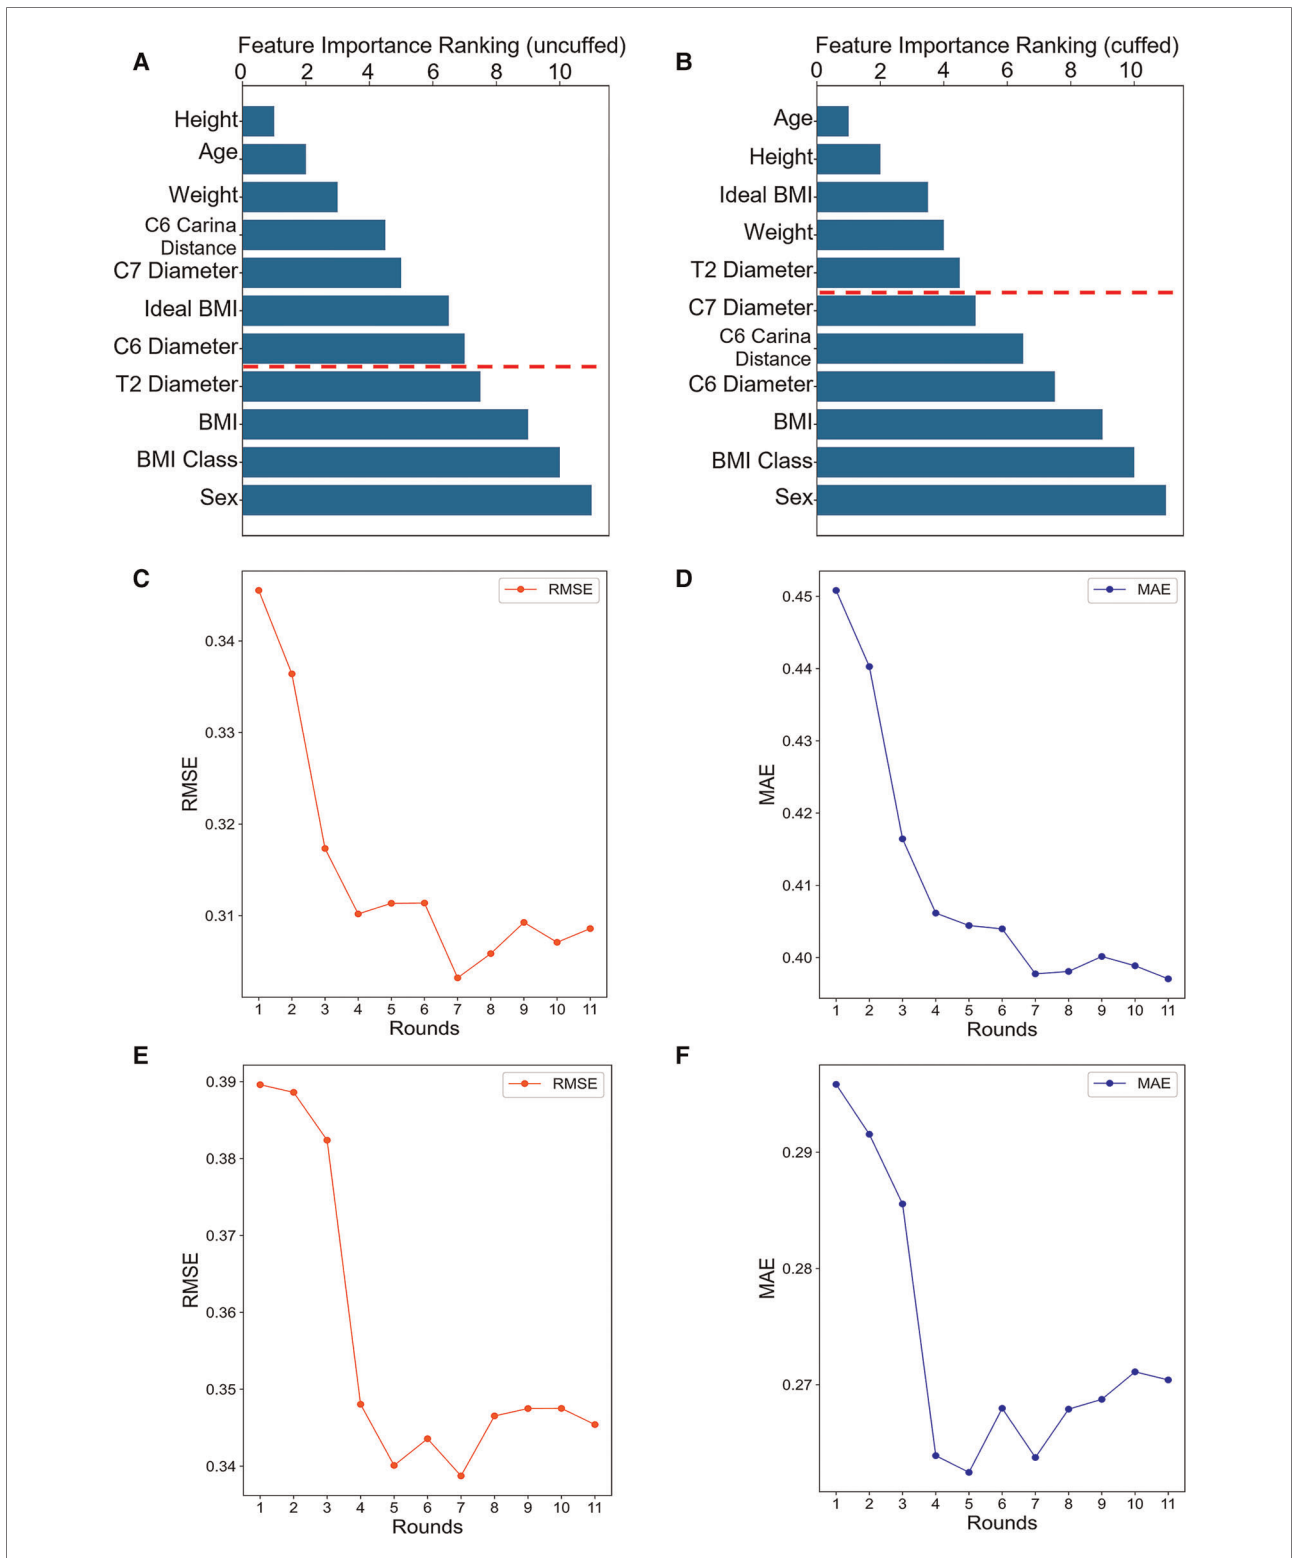 A
Feature Importance Ranking (uncuffed)
0 2 4 6 8 10
Height
Age
Weight
C6 Carina
Distance
C7 Diameter
Ideal BMI
C6 Diameter
T2 Diameter
BMI
BMI Class
Sex
B
Feature Importance Ranking (cuffed)
0 2 4 6 8 10
Age
Height
Ideal BMI
Weight
T2 Diameter
C7 Diameter
C6 Carina
Distance
C6 Diameter
BMI
BMI Class
Sex
C
RMSE
0.34
0.33
0.32
0.31
RMSE
1 2 3 4 5 6 7 8 9 10 11
Rounds
D
MAE
0.45
0.44
0.43
0.42
0.41
0.40
MAE
1 2 3 4 5 6 7 8 9 10 11
Rounds
E
RMSE
0.39
0.38
0.37
0.36
0.35
0.34
RMSE
1 2 3 4 5 6 7 8 9 10 11
Rounds
F
MAE
0.29
0.28
0.27
MAE
1 2 3 4 5 6 7 8 9 10 11
Rounds